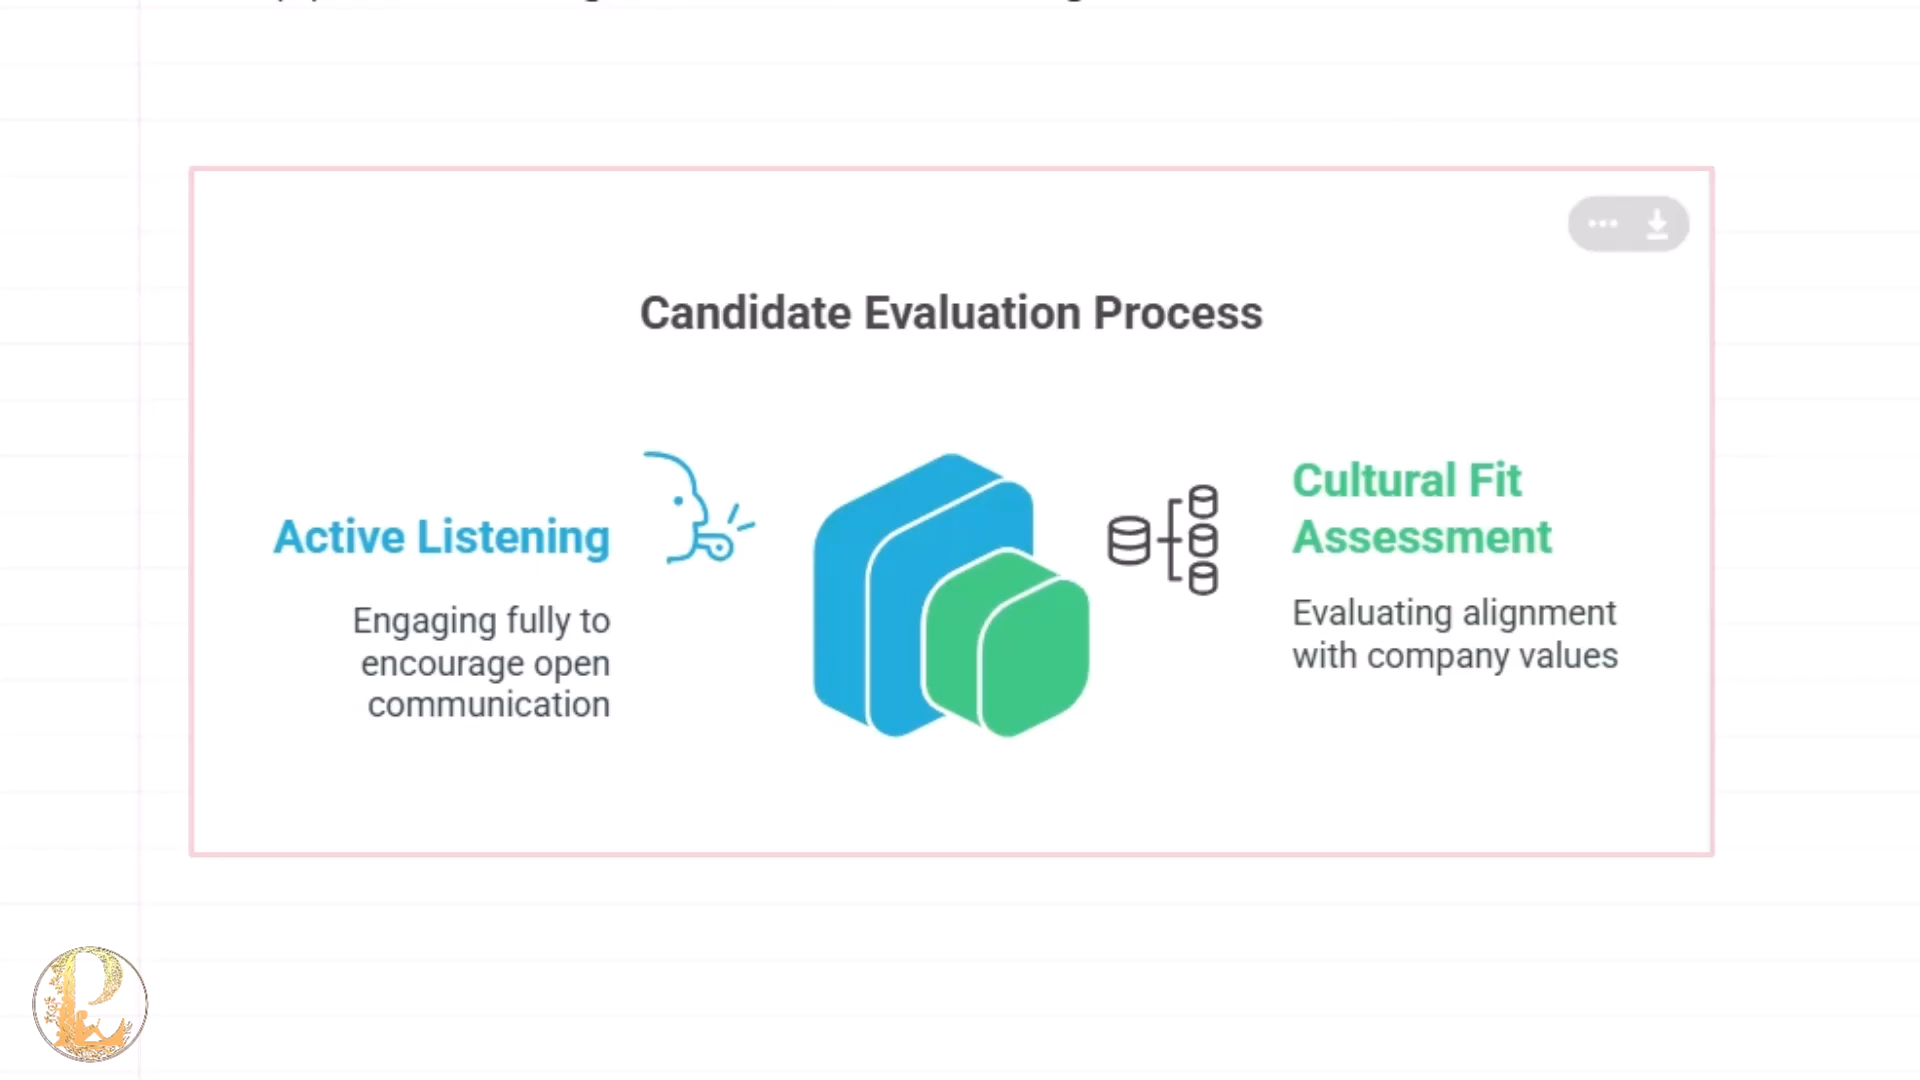 Candidate Evaluation Process
Active Listening
Engaging fully to
encourage open
communication
Cultural Fit
Assessment
Evaluating alignment
with company values